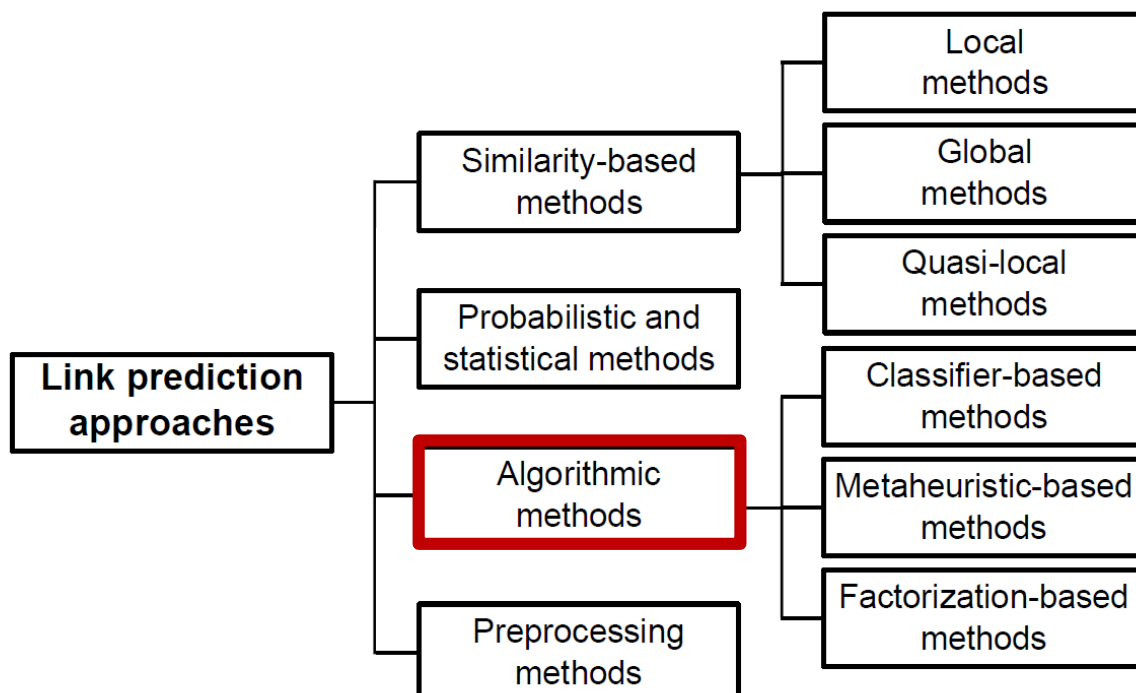 Link prediction
approaches
Similarity-based
methods
Probabilistic and
statistical methods
Algorithmic
methods
Preprocessing
methods
Local
methods
Global
methods
Quasi-local
methods
Classifier-based
methods
Metaheuristic-based
methods
Factorization-based
methods